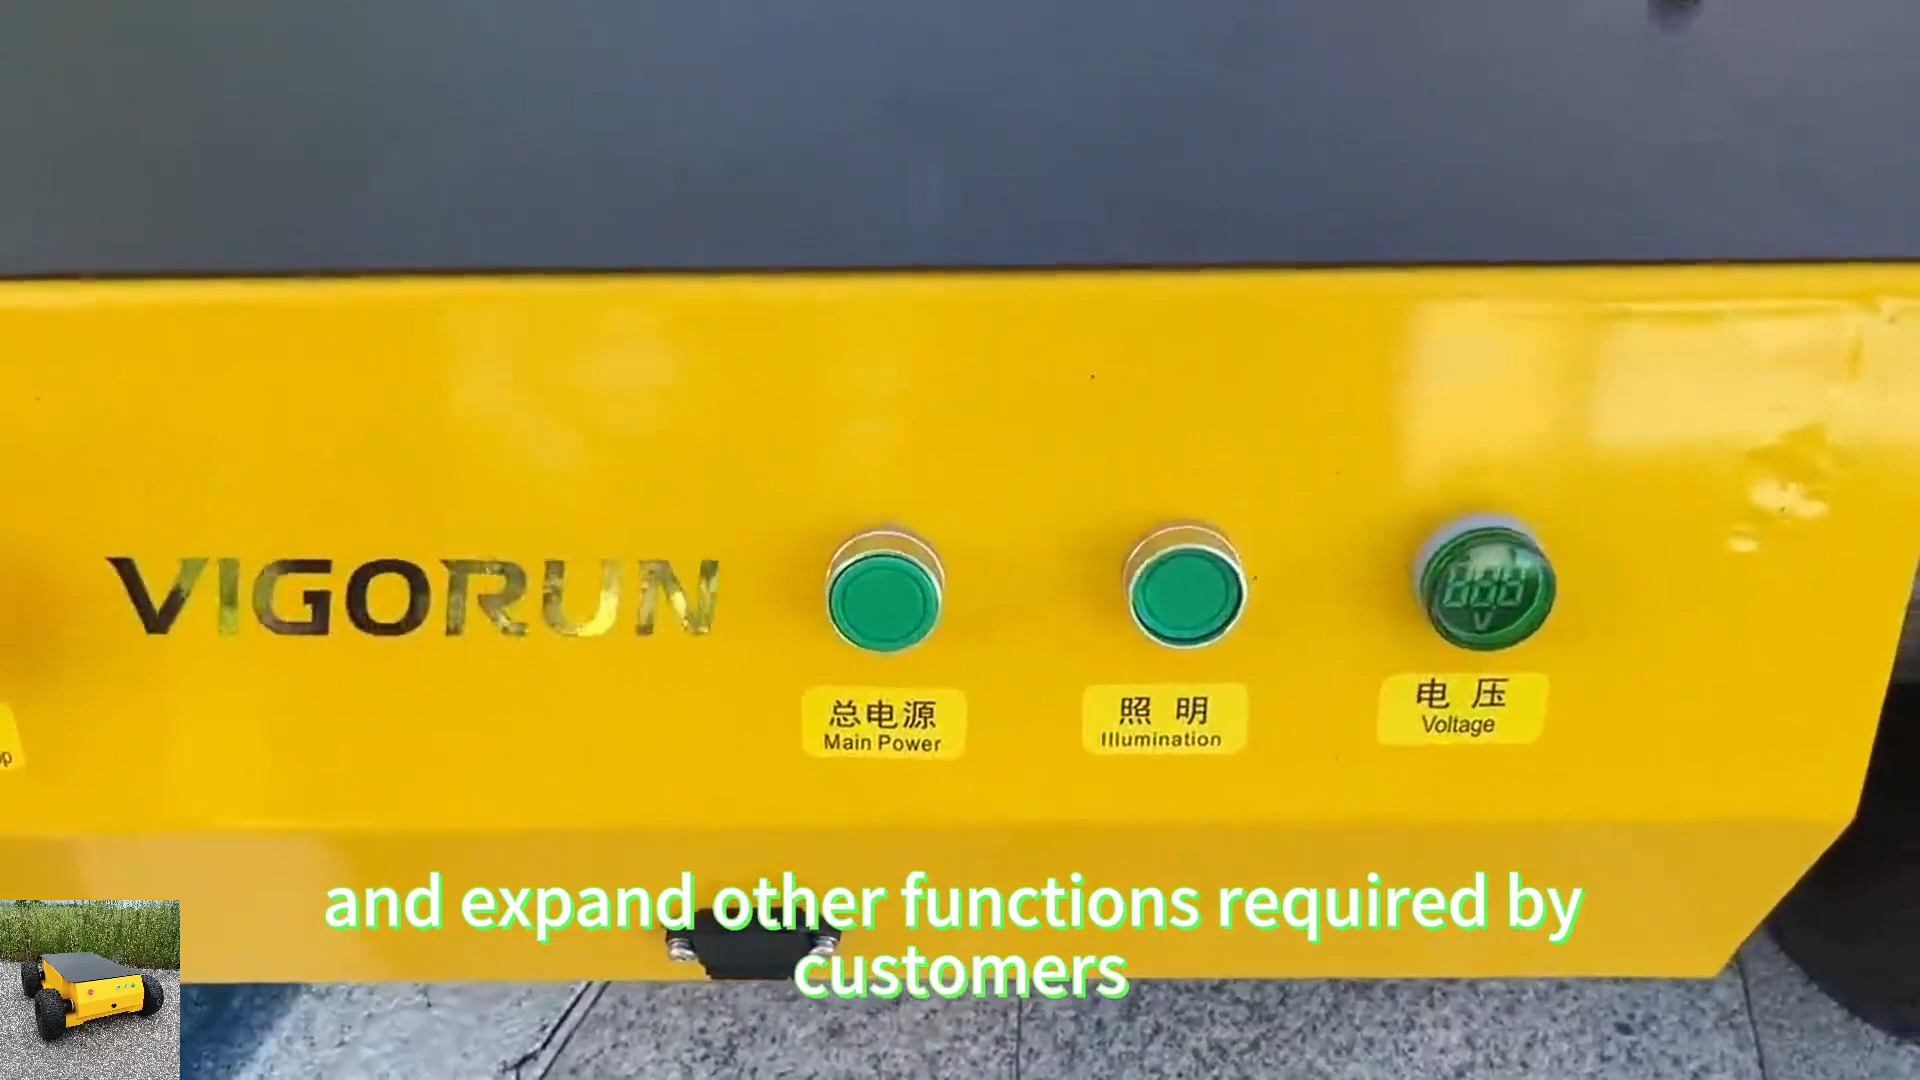 VIGORUN
总电源
Main Power
照明
Illumination
电压
Voltage
and expand other functions required by
customers